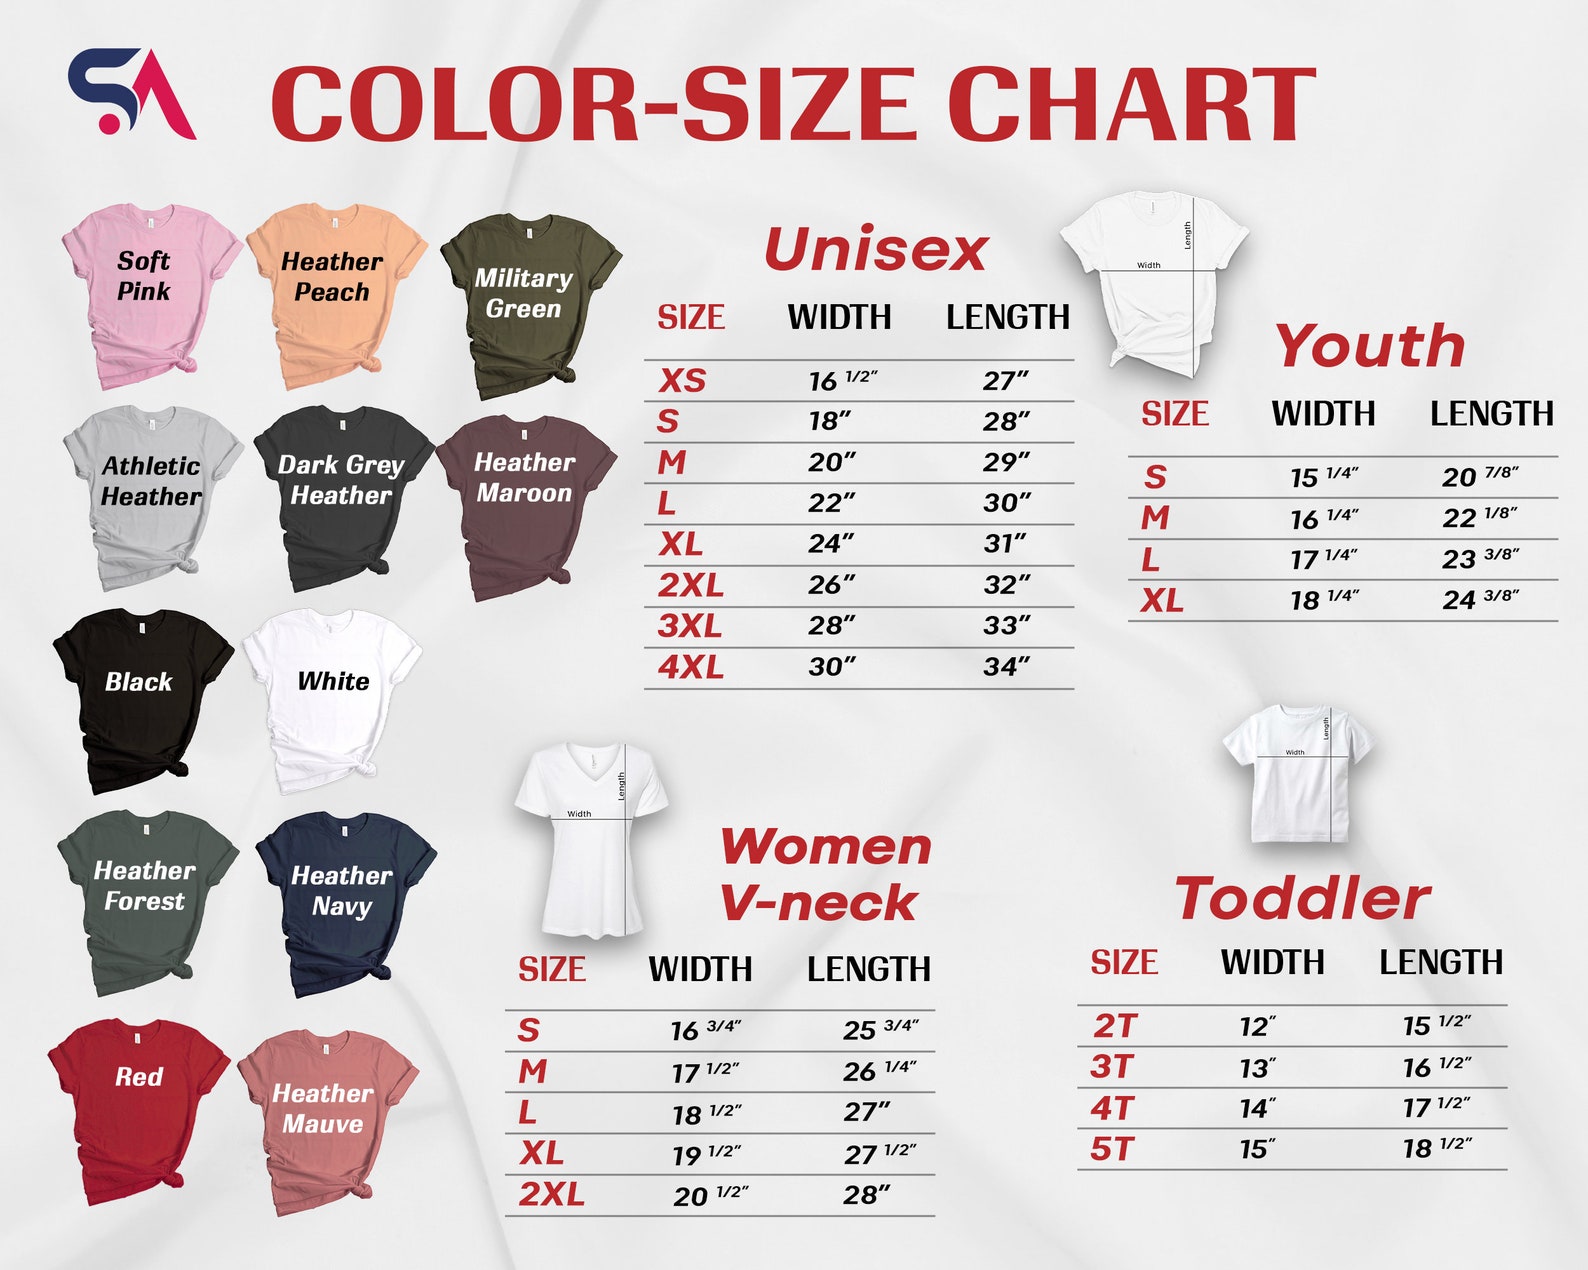 SA
COLOR-SIZE CHART
Soft
Pink
Heather
Peach
Military
Green
Athletic
Heather
Dark Grey
Heather
Heather
Maroon
Black
White
Heather
Forest
Heather
Navy
Red
Heather
Mauve
Unisex
SIZE WIDTH LENGTH
XS 16 1/2” 27”
S 18” 28”
M 20” 29”
L 22” 30”
XL 24” 31”
2XL 26” 32”
3XL 28” 33”
4XL 30” 34”
Length
Width
Youth
SIZE WIDTH LENGTH
S 15 1/4” 20 7/8”
M 16 1/4” 22 1/8”
L 17 1/4” 23 3/8”
XL 18 1/4” 24 3/8”
Length
Width
Women
V-neck
SIZE WIDTH LENGTH
S 16 3/4” 25 3/4”
M 17 1/2” 26 1/4”
L 18 1/2” 27”
XL 19 1/2” 27 1/2”
2XL 20 1/2” 28”
Length
Width
Toddler
SIZE WIDTH LENGTH
2T 12” 15 1/2”
3T 13” 16 1/2”
4T 14” 17 1/2”
5T 15” 18 1/2”